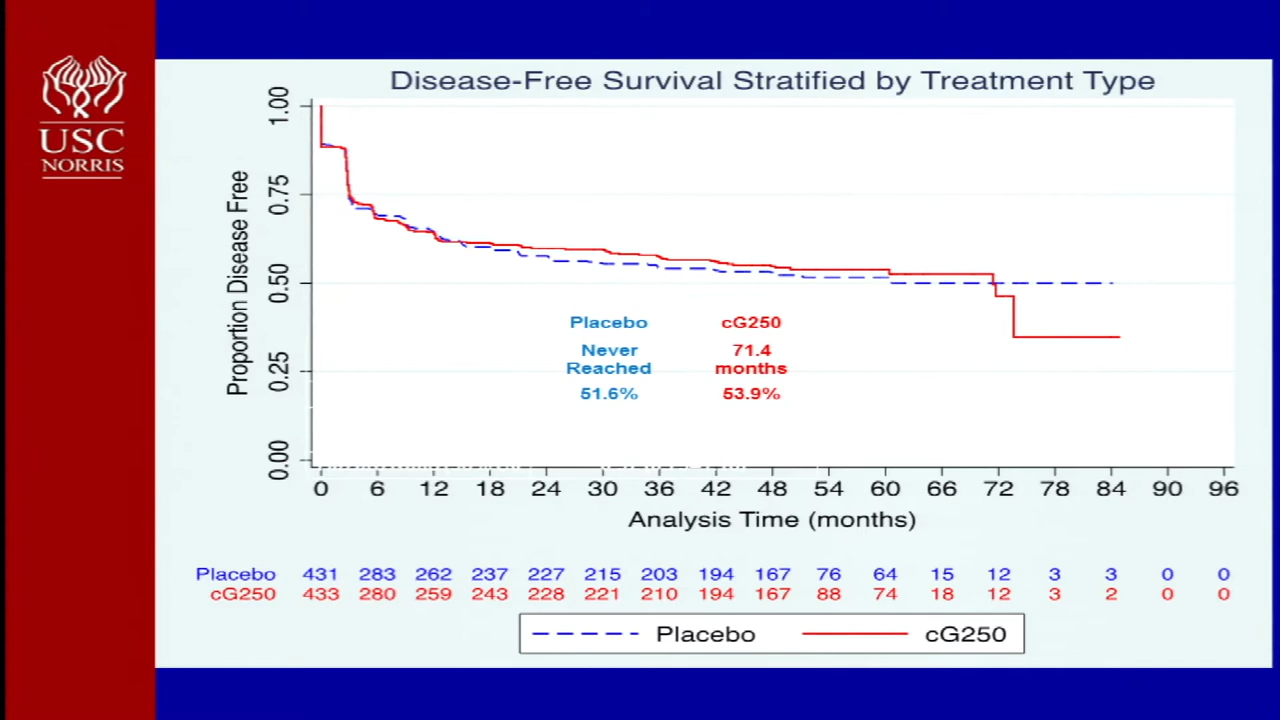 USC
NORRIS
Disease-Free Survival Stratified by Treatment Type
Proportion Disease Free
1.00
0.75
0.50
0.25
0.00
Placebo cG250
Never 71.4
Reached months
51.6% 53.9%
0 6 12 18 24 30 36 42 48 54 60 66 72 78 84 90 96
Analysis Time (months)
Placebo 431 283 262 237 227 215 203 194 167 76 64 15 12 3 3 0 0
cG250 433 280 259 243 228 221 210 194 167 88 74 18 12 3 2 0 0
Placebo cG250